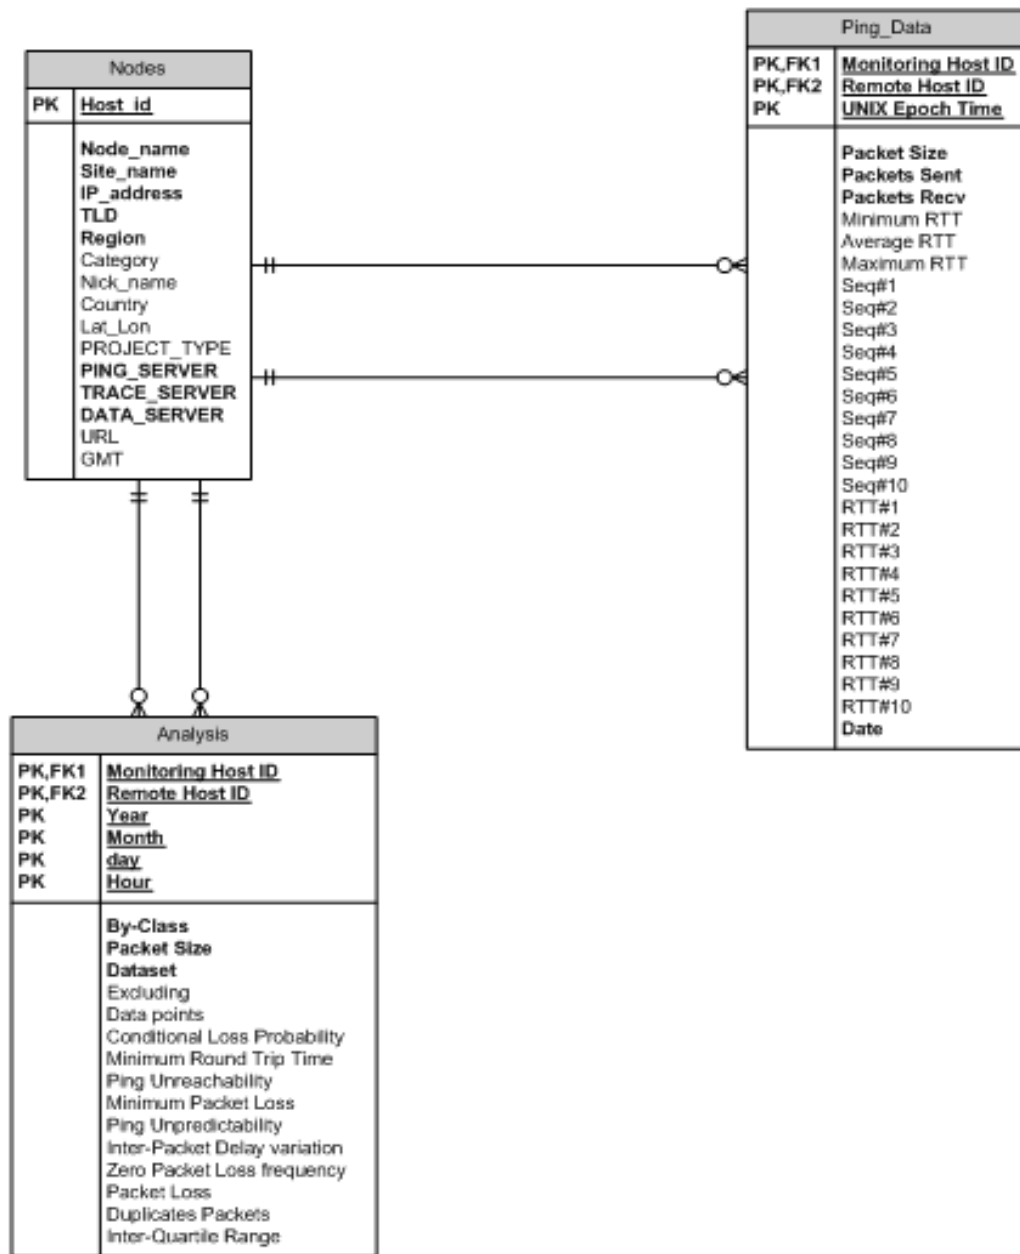 Nodes
PK Host_id
Node_name
Site_name
IP_address
TLD
Region
Category
Nick_name
Country
Lat_Lon
PROJECT_TYPE
PING_SERVER
TRACE_SERVER
DATA_SERVER
URL
GMT
Ping_Data
PK,FK1 Monitoring Host ID
PK,FK2 Remote Host ID
PK UNIX Epoch Time
Packet Size
Packets Sent
Packets Recv
Minimum RTT
Average RTT
Maximum RTT
Seq#1
Seq#2
Seq#3
Seq#4
Seq#5
Seq#6
Seq#7
Seq#8
Seq#9
Seq#10
RTT#1
RTT#2
RTT#3
RTT#4
RTT#5
RTT#6
RTT#7
RTT#8
RTT#9
RTT#10
Date
Analysis
PK,FK1 Monitoring Host ID
PK,FK2 Remote Host ID
PK Year
PK Month
PK day
PK Hour
By-Class
Packet Size
Dataset
Excluding
Data points
Conditional Loss Probability
Minimum Round Trip Time
Ping Unreachability
Minimum Packet Loss
Ping Unpredictability
Inter-Packet Delay variation
Zero Packet Loss frequency
Packet Loss
Duplicates Packets
Inter-Quartile Range